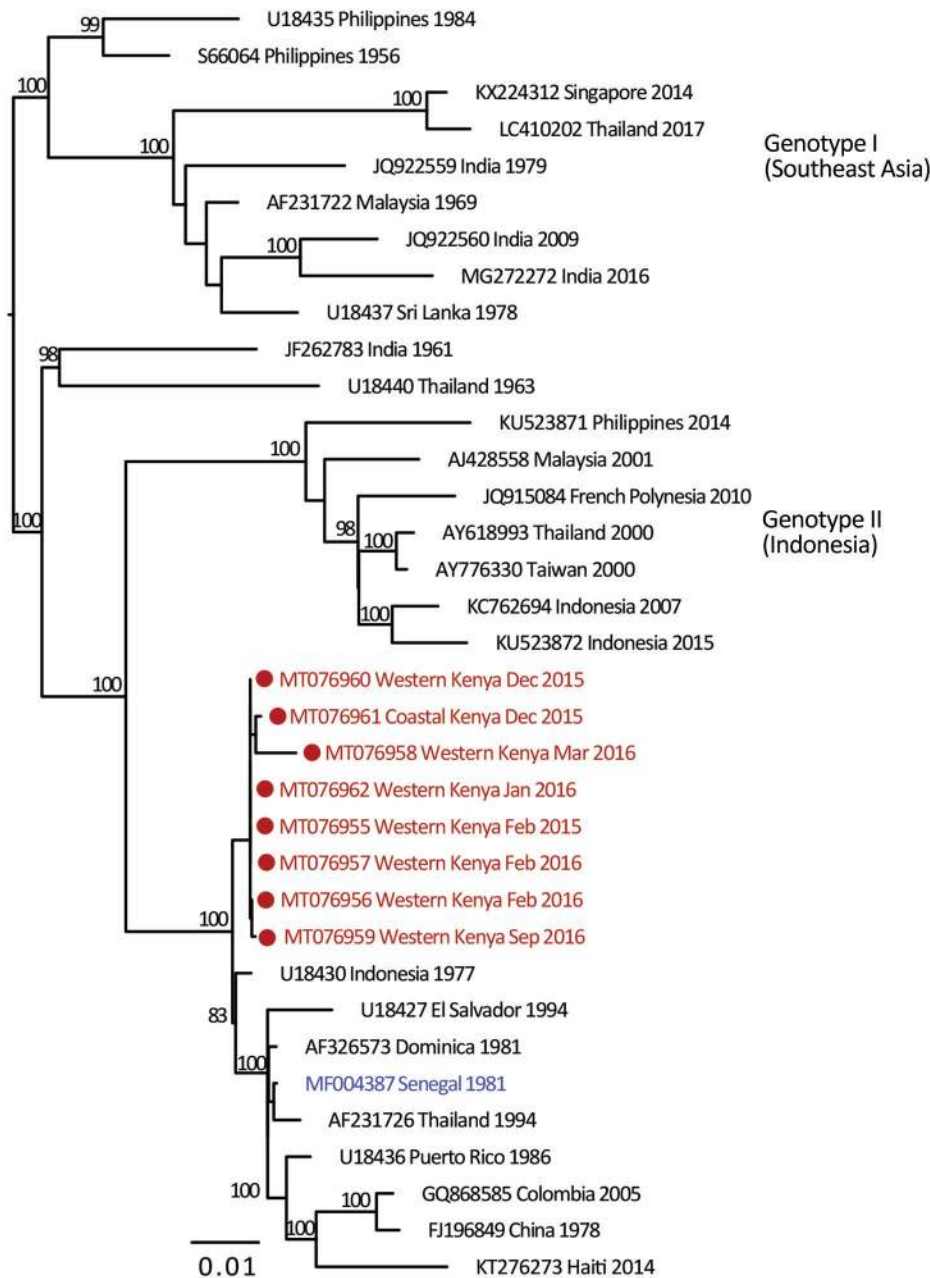 99
U18435 Philippines 1984
S66064 Philippines 1956
100
100
KX224312 Singapore 2014
LC410202 Thailand 2017
100
JQ922559 India 1979
Genotype I
(Southeast Asia)
AF231722 Malaysia 1969
100
JQ922560 India 2009
MG272272 India 2016
U18437 Sri Lanka 1978
98
JF262783 India 1961
U18440 Thailand 1963
KU523871 Philippines 2014
100
AJ428558 Malaysia 2001
JQ915084 French Polynesia 2010
100
98
100
AY618993 Thailand 2000
Genotype II
(Indonesia)
AY776330 Taiwan 2000
100
KC762694 Indonesia 2007
KU523872 Indonesia 2015
100
MT076960 Western Kenya Dec 2015
MT076961 Coastal Kenya Dec 2015
MT076958 Western Kenya Mar 2016
MT076962 Western Kenya Jan 2016
MT076955 Western Kenya Feb 2015
MT076957 Western Kenya Feb 2016
MT076956 Western Kenya Feb 2016
100
MT076959 Western Kenya Sep 2016
U18430 Indonesia 1977
83
U18427 El Salvador 1994
AF326573 Dominica 1981
100
MF004387 Senegal 1981
AF231726 Thailand 1994
U18436 Puerto Rico 1986
100
100
GQ868585 Colombia 2005
100
FJ196849 China 1978
KT276273 Haiti 2014
0.01